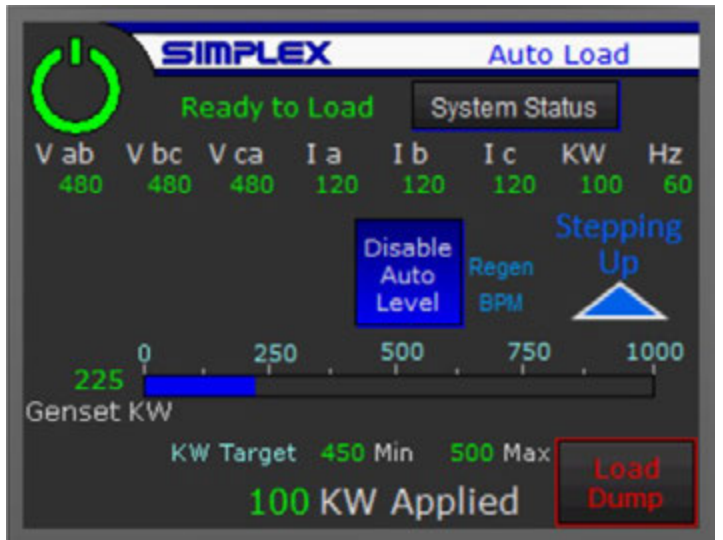 SIMPLEX Auto Load
Ready to Load System Status
V ab V bc V ca I a I b I c KW Hz
480 480 480 120 120 120 100 60
Disable Auto Level
Regen
BPM
Stepping Up
0 250 500 750 1000
225
Genset KW
KW Target 450 Min 500 Max
100 KW Applied
Load Dump